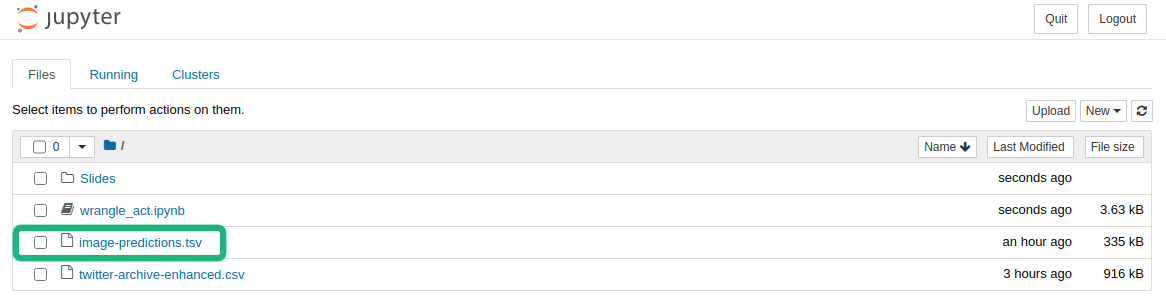 jupyter
Quit Logout
Files Running Clusters
Select items to perform actions on them.
Upload New
0 / Name Last Modified File size
Slides seconds ago
wrangle_act.ipynb seconds ago 3.63 kB
image-predictions.tsv an hour ago 335 kB
twitter-archive-enhanced.csv 3 hours ago 916 kB